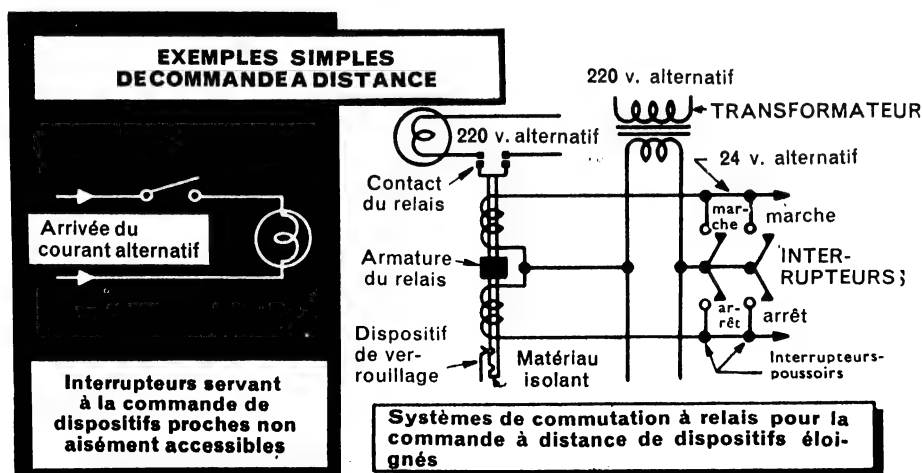 EXEMPLES SIMPLES
DE COMMANDE A DISTANCE
Arrivée du
courant alternatif
Interrupteurs servant
à la commande de
dispositifs proches non
aisément accessibles
220 v. alternatif
TRANSFORMATEUR
220 v. alternatif
24 v. alternatif
Contact
du relais
mar-
che
marche
Armature
du relais
INTER-
RUPTEURS
ar-
rêt
arrêt
Dispositif
de ver-
rouillage
Matériau
isolant
Interrupteurs-
poussoirs
Systèmes de commutation à relais pour la
commande à distance de dispositifs éloi-
gnés